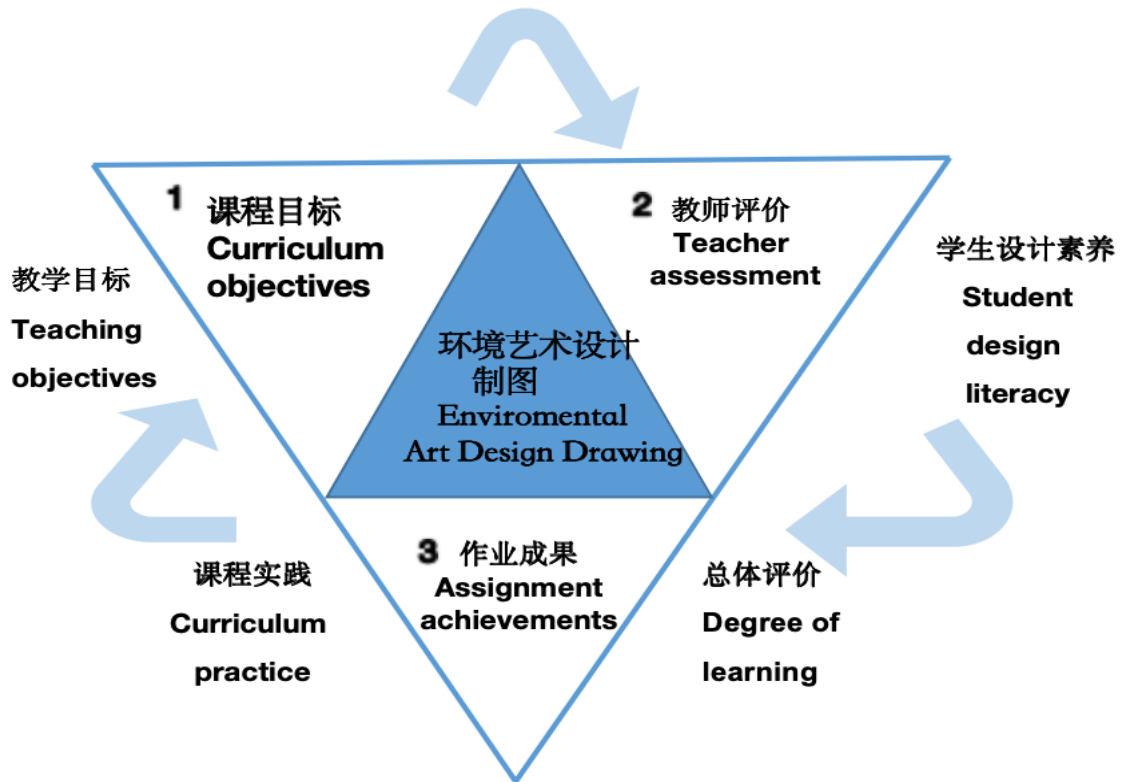 1
课程目标
Curriculum
objectives
2
教师评价
Teacher
assessment
教学目标
Teaching
objectives
学生设计素养
Student
design
literacy
环境艺术设计
制图
Enviromental
Art Design Drawing
3
作业成果
Assignment
achievements
课程实践
Curriculum
practice
总体评价
Degree of
learning